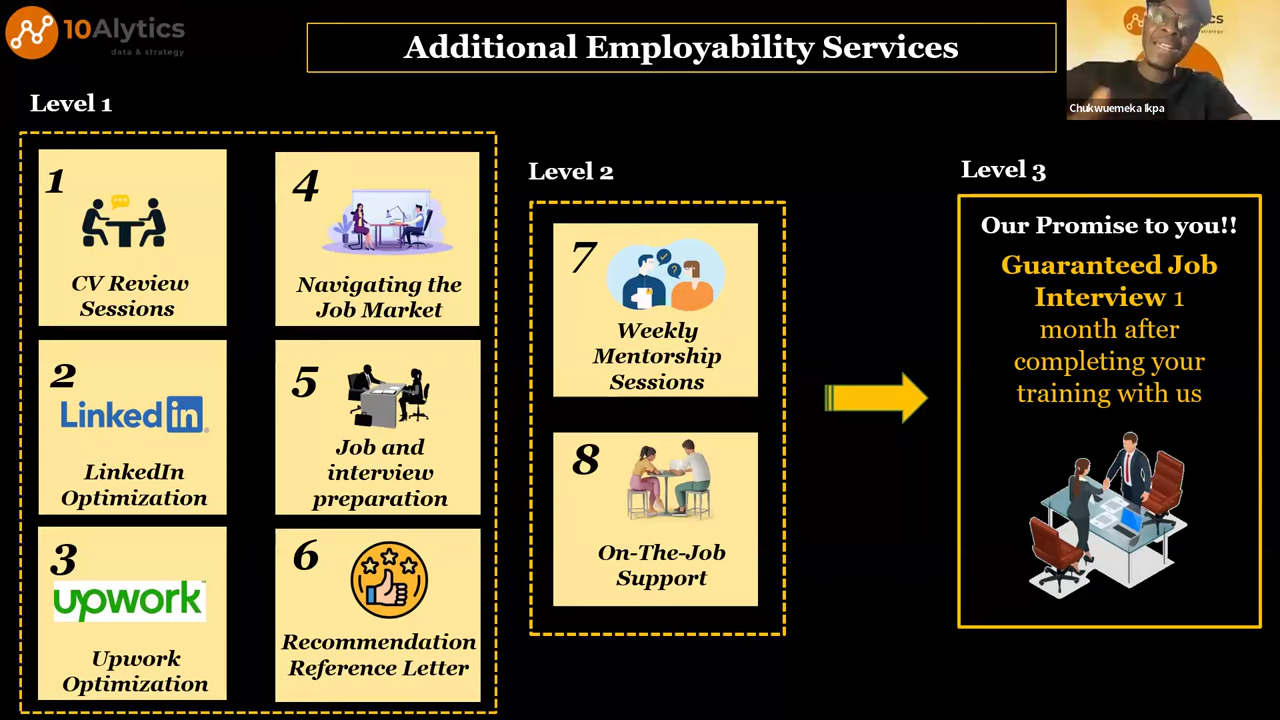 10Alytics
data & strategy
Additional Employability Services
Chukwuemeka Ikpa
Level 1
1
CV Review
Sessions
2
LinkedIn
LinkedIn
Optimization
3
upwork
Upwork
Optimization
4
Navigating the
Job Market
5
Job and
interview
preparation
6
Recommendation
Reference Letter
Level 2
7
Weekly
Mentorship
Sessions
8
On-The-Job
Support
Level 3
Our Promise to you!!
Guaranteed Job
Interview 1
month after
completing your
training with us